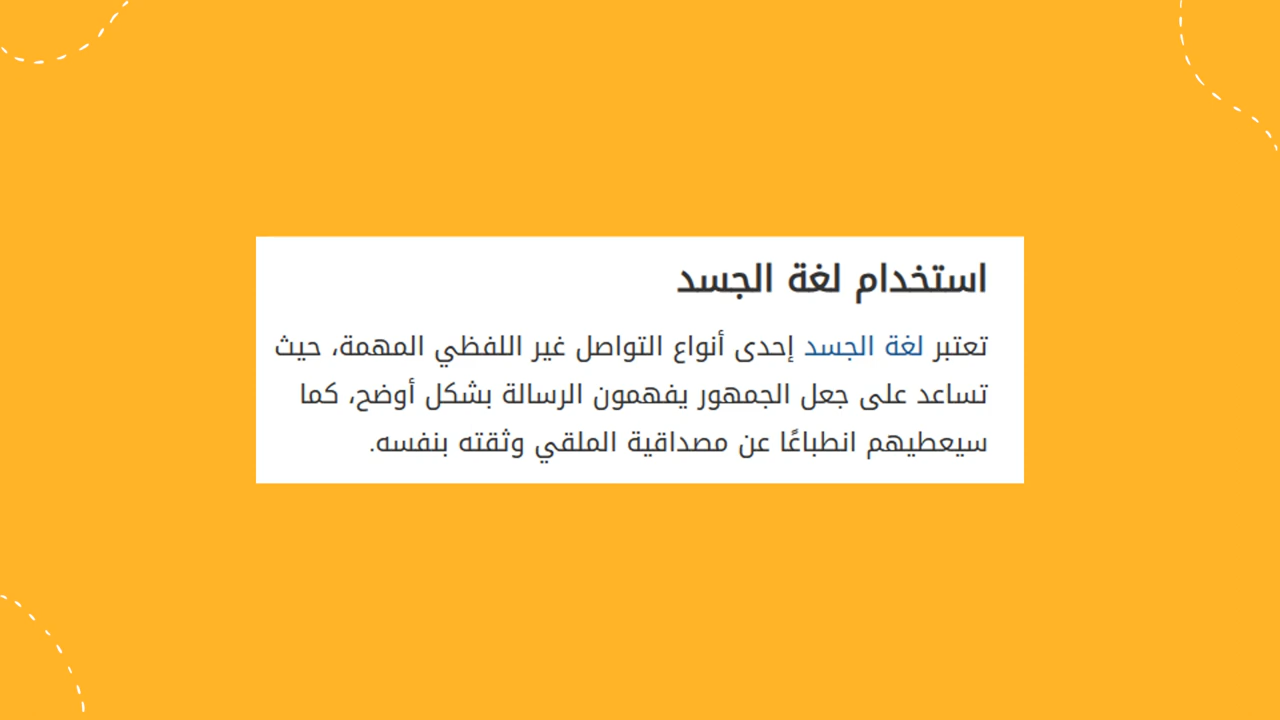 استخدام لغة الجسد
تعتبر لغة الجسد إحدى أنواع التواصل غير اللفظي المهمة، حيث
تساعد على جعل الجمهور يفهمون الرسالة بشكل أوضح، كما
سيعطيهم انطباعًا عن مصداقية الملقي وثقته بنفسه.